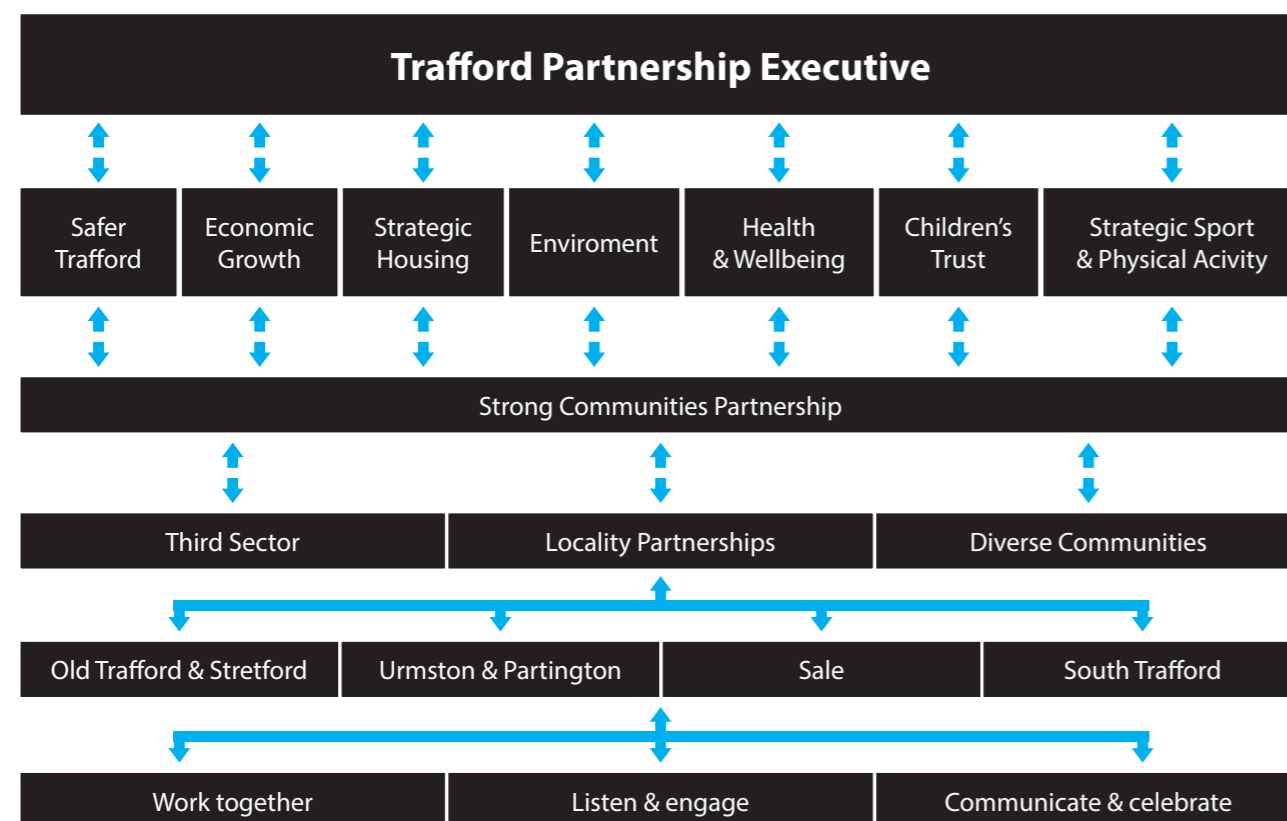 Trafford Partnership Executive
Safer
Trafford
Economic
Growth
Strategic
Housing
Enviroment
Health
& Wellbeing
Children's
Trust
Strategic Sport
& Physical Acivity
Strong Communities Partnership
Third Sector
Locality Partnerships
Diverse Communities
Old Trafford & Stretford
Urmston & Partington
Sale
South Trafford
Work together
Listen & engage
Communicate & celebrate